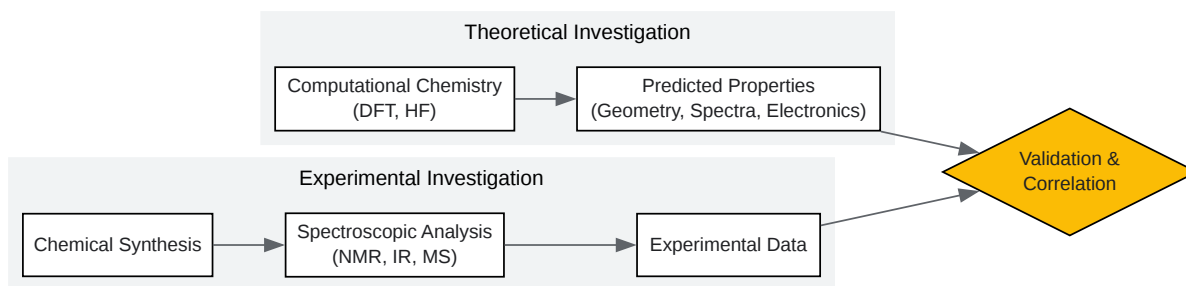 Theoretical Investigation
Computational Chemistry
(DFT, HF)
Predicted Properties
(Geometry, Spectra, Electronics)
Validation &
Correlation
Experimental Investigation
Chemical Synthesis
Spectroscopic Analysis
(NMR, IR, MS)
Experimental Data